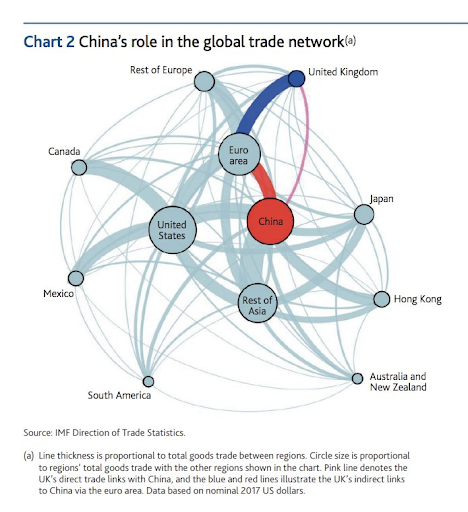 Chart 2 China's role in the global trade network(a)
Rest of Europe
United Kingdom
Euro
area
Canada
Japan
United
States
China
Mexico
Rest of
Asia
Hong Kong
Australia and
New Zealand
South America
Source: IMF Direction of Trade Statistics.
(a) Line thickness is proportional to total goods trade between regions. Circle size is proportional
to regions' total goods trade with the other regions shown in the chart. Pink line denotes the
UK's direct trade links with China, and the blue and red lines illustrate the UK's indirect links
to China via the euro area. Data based on nominal 2017 US dollars.